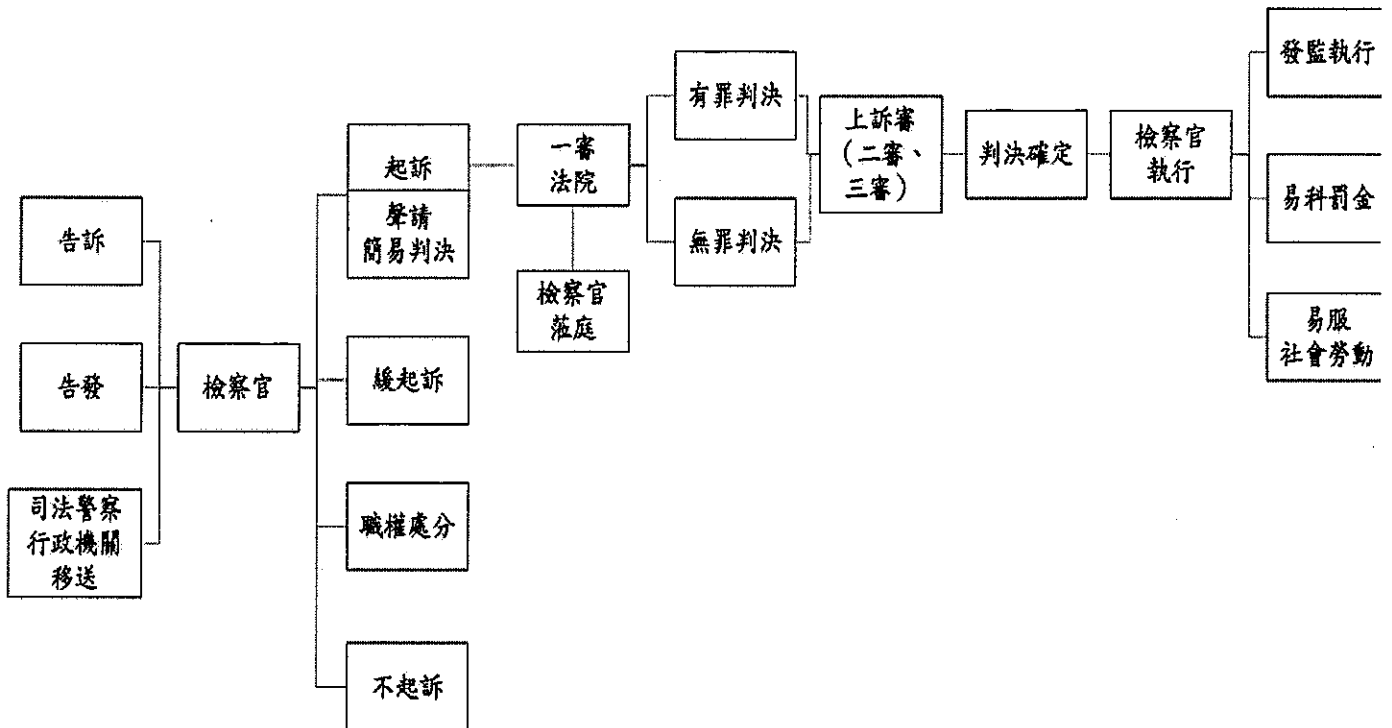 告訴
告發
司法警察
行政機關
移送
檢察官
起訴
聲請
簡易判決
緩起訴
職權處分
不起訴
一審
法院
檢察官
蒞庭
有罪判決
無罪判決
上訴審
（二審、
三審）
判決確定
檢察官
執行
發監執行
易科罰金
易服
社會勞動